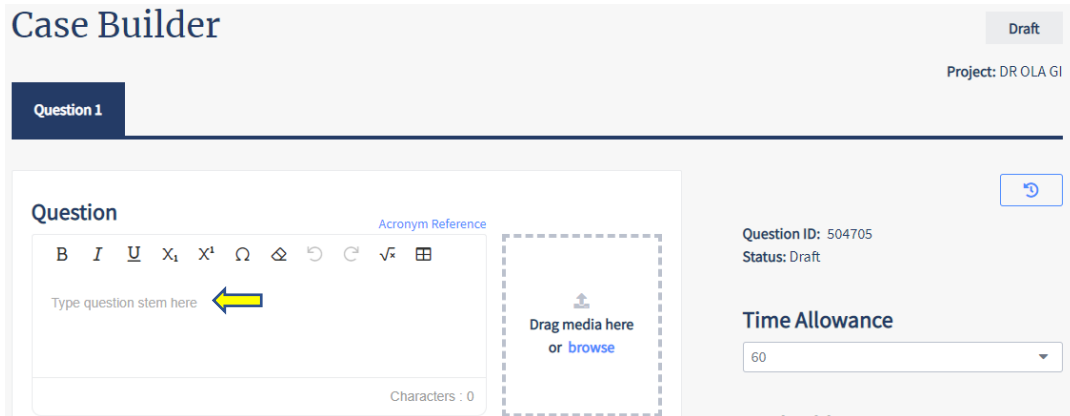 Case Builder
Draft
Project: DR OLA GI
Question 1
Question
Acronym Reference
B I U X₁ X¹ Ω √x
Type question stem here
Characters : 0
Drag media here
or browse
Question ID: 504705
Status: Draft
Time Allowance
60